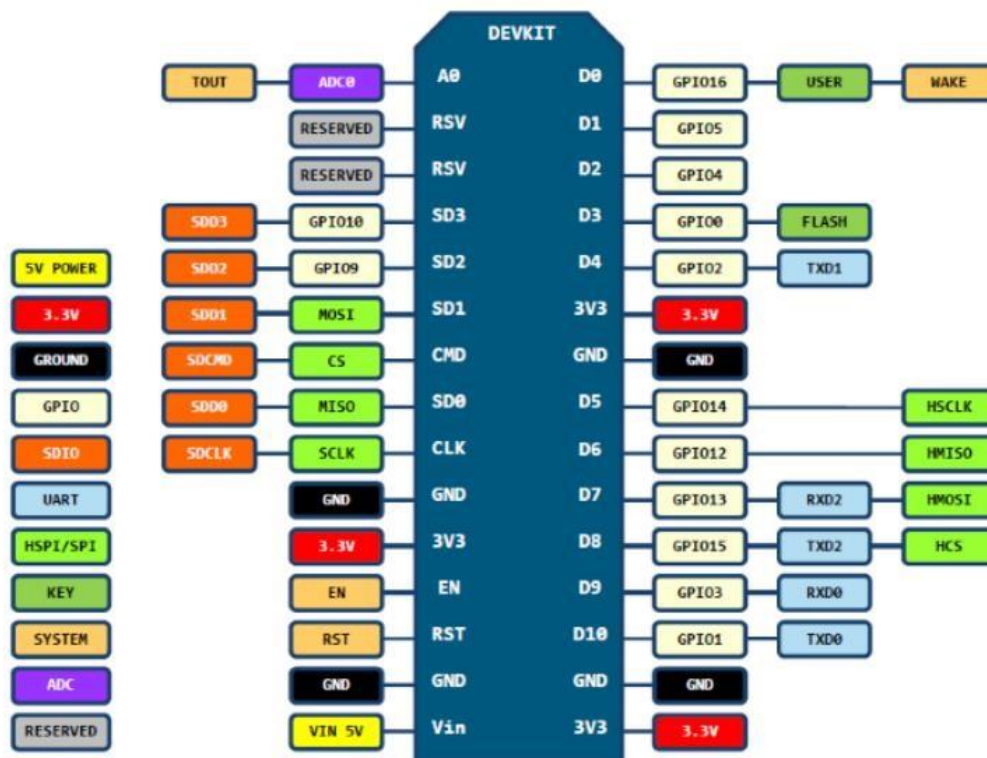 DEVKIT
TOUT ADC0 A0 D0 GPIO16 USER WAKE
RESERVED RSV D1 GPIO5
RESERVED RSV D2 GPIO4
SDD3 GPIO10 SD3 D3 GPIO0 FLASH
5V POWER SDD2 GPIO9 SD2 D4 GPIO2 TXD1
3.3V SDD1 MOSI SD1 3V3 3.3V
GROUND SDCMD CS CMD GND GND
GPIO SDD0 MISO SD0 D5 GPIO14 HSCLK
SDIO SDCLK SCLK CLK D6 GPIO12 HMISO
UART GND GND D7 GPIO13 RXD2 HMOSI
HSPI/SPI 3.3V 3V3 D8 GPIO15 TXD2 HCS
KEY EN EN D9 GPIO3 RXD0
SYSTEM RST RST D10 GPIO1 TXD0
ADC GND GND GND GND
RESERVED VIN 5V Vin 3V3 3.3V